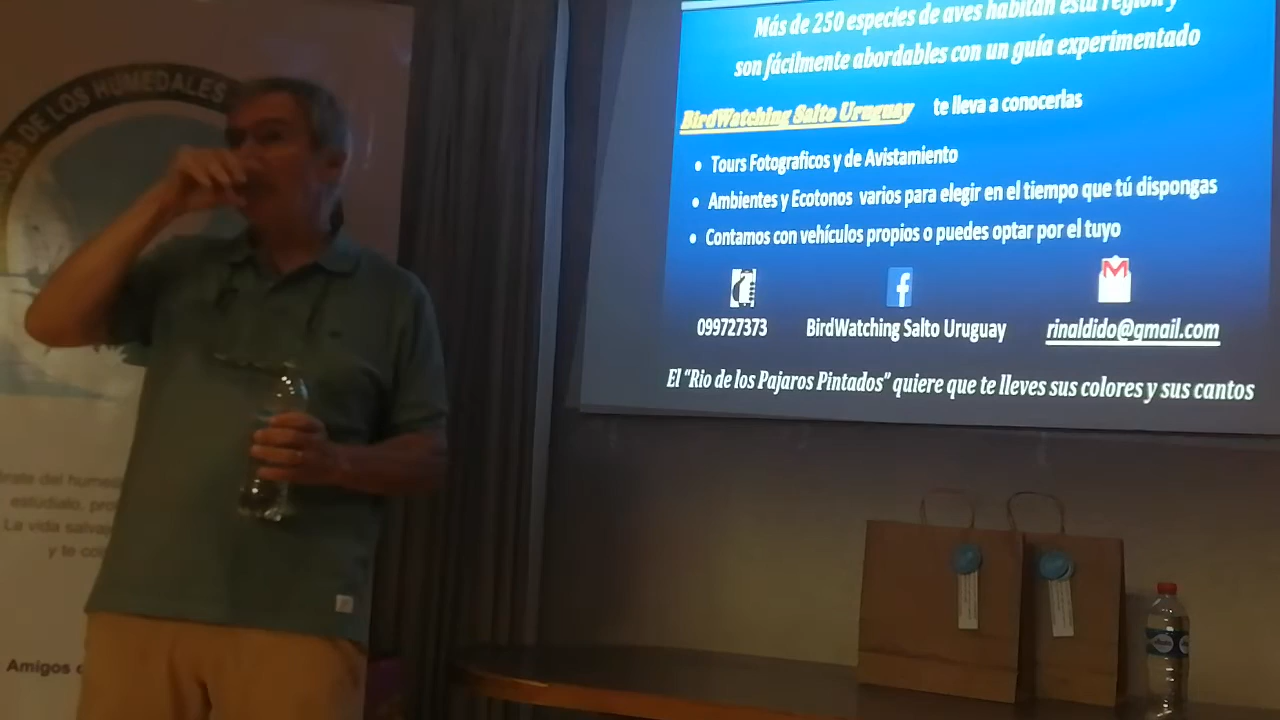 OS DE LOS HUMEDALES
estúdialo, pro
La vida salvaj
y te co
Amigos
Más de 250 especies de aves habitan esta región y
son fácilmente abordables con un guía experimentado
BirdWatching Salto Uruguay te lleva a conocerlas
• Tours Fotograficos y de Avistamiento
• Ambientes y Ecotonos varios para elegir en el tiempo que tú dispongas
• Contamos con vehículos propios o puedes optar por el tuyo
099727373 BirdWatching Salto Uruguay rinaldido@gmail.com
El "Rio de los Pajaros Pintados" quiere que te lleves sus colores y sus cantos